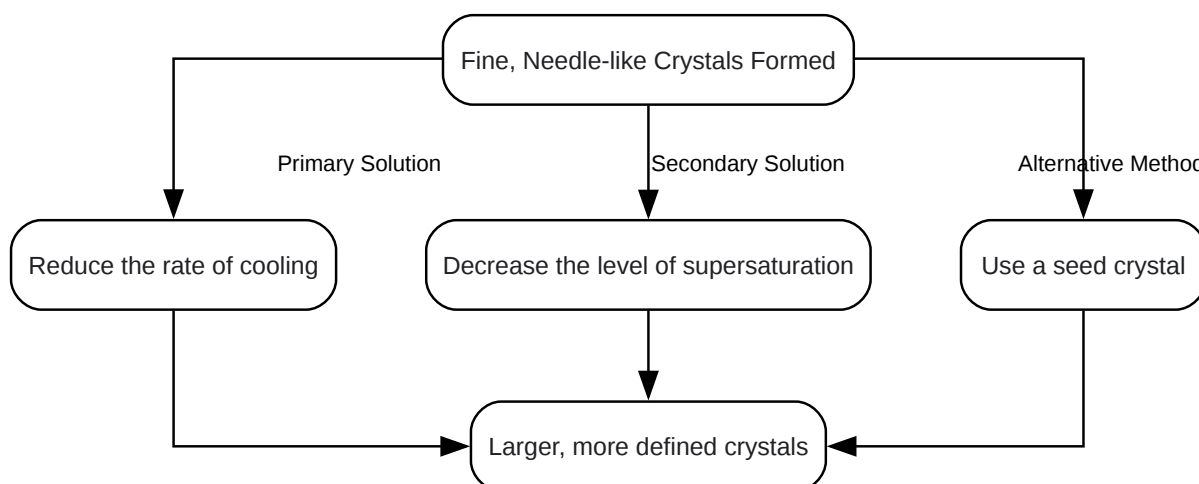 Fine, Needle-like Crystals Formed
Primary Solution
Secondary Solution
Alternative Method
Reduce the rate of cooling
Decrease the level of supersaturation
Use a seed crystal
Larger, more defined crystals